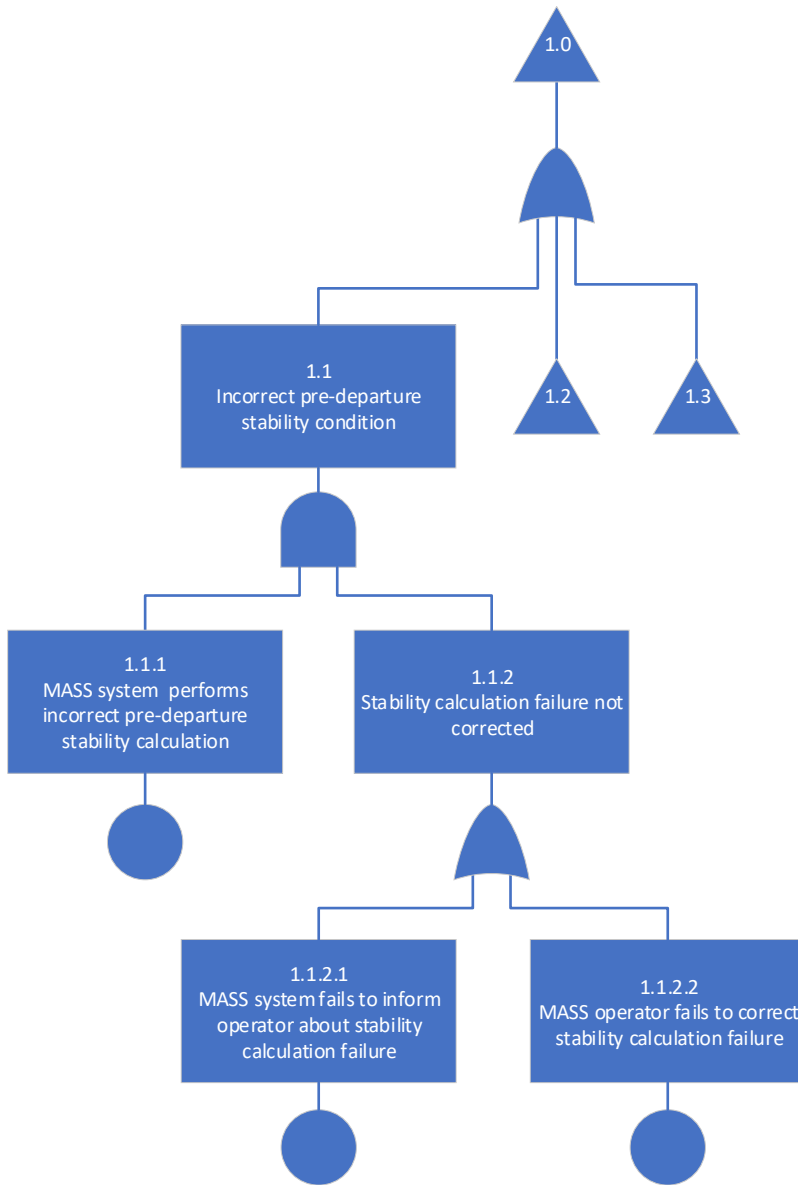 1.0
1.1
Incorrect pre-departure
stability condition
1.2
1.3
1.1.1
MASS system  performs
incorrect pre-departure
stability calculation
1.1.2
Stability calculation failure not
corrected
1.1.2.1
MASS system fails to inform
operator about stability
calculation failure
1.1.2.2
MASS operator fails to correct
stability calculation failure